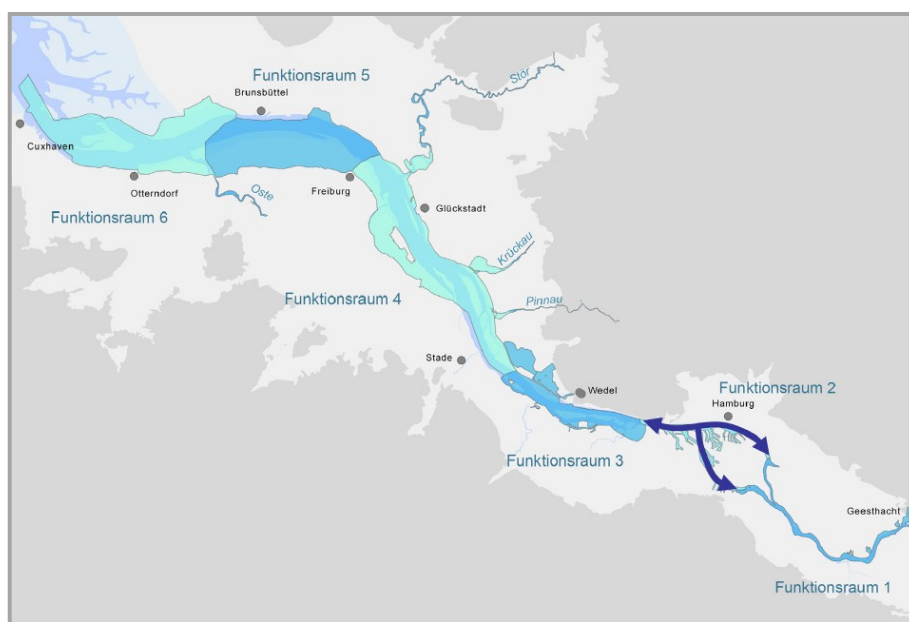 Funktionsraum 5
Brunsbüttel
Stör
Cuxhaven
Otterndorf
Oste
Freiburg
Glückstadt
Funktionsraum 6
Krückau
Funktionsraum 4
Pinnau
Stade
Wedel
Funktionsraum 2
Hamburg
Funktionsraum 3
Geesthacht
Funktionsraum 1